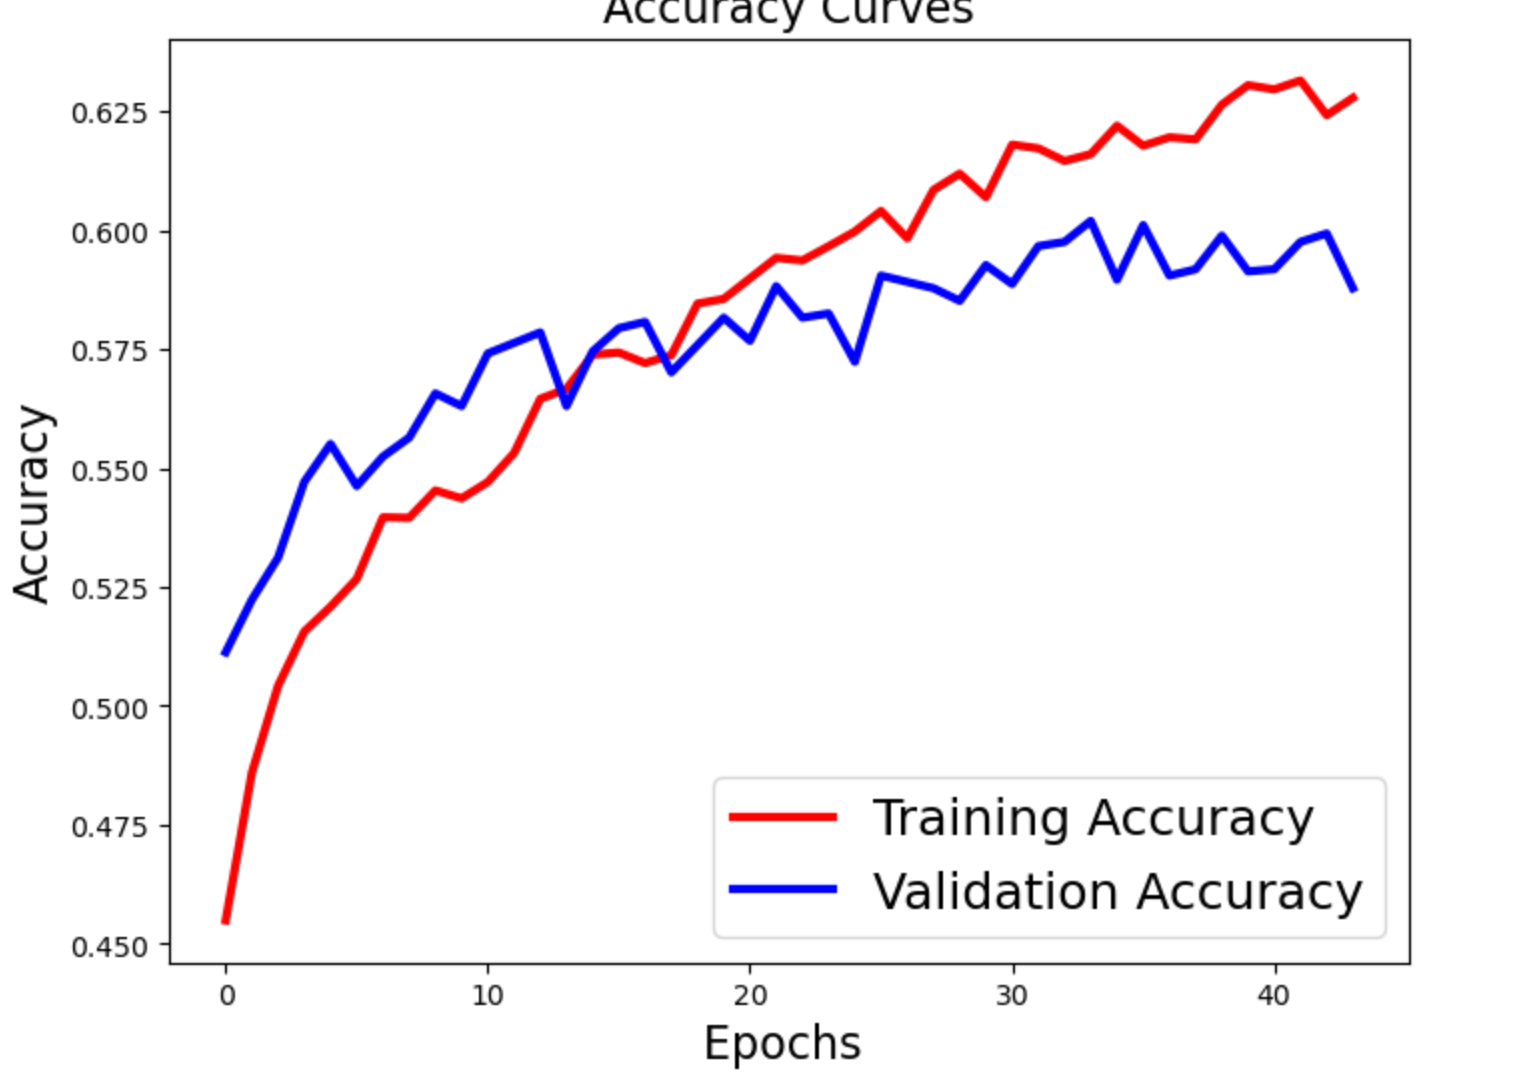 Accuracy Curves
0.625
0.600
0.575
0.550
0.525
0.500
0.475
0.450
Accuracy
Training Accuracy
Validation Accuracy
0 10 20 30 40
Epochs